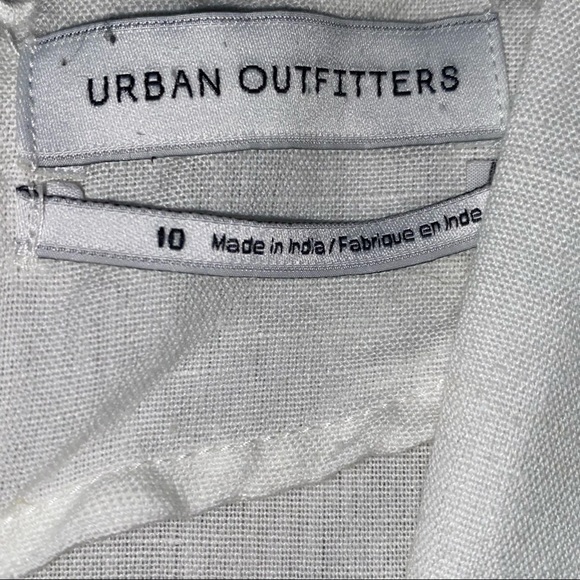 URBAN OUTFITTERS
10 Made in India / Fabrique en Inde